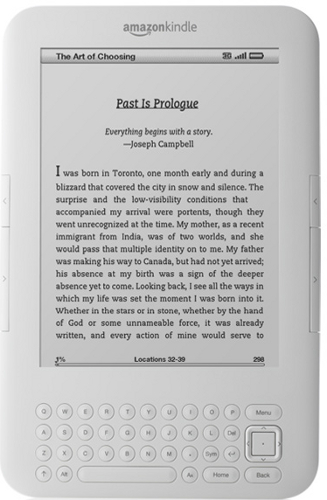 amazonkindle
The Art of Choosing 3G
Past Is Prologue
Everything begins with a story.
—Joseph Campbell
I was born in Toronto, one month early and during a
blizzard that covered the city in snow and silence. The
surprise and the low-visibility conditions that
accompanied my arrival were portents, though they
went unrecognized at the time. My mother, as a recent
immigrant from India, was of two worlds, and she
would pass that multiple identity on to me. My father
was making his way to Canada, but had not yet arrived;
his absence at my birth was a sign of the deeper
absence yet to come. Looking back, I see all the ways in
which my life was set the moment I was born into it.
Whether in the stars or in stone, whether by the hand
of God or some unnameable force, it was already
written, and every action of mine would serve to
1% Locations 32-39 298
Q W E R T Y U I O P Menu
A S D F G H J K L Del
Z X C V B N M . Sym
Alt Aa Home Back